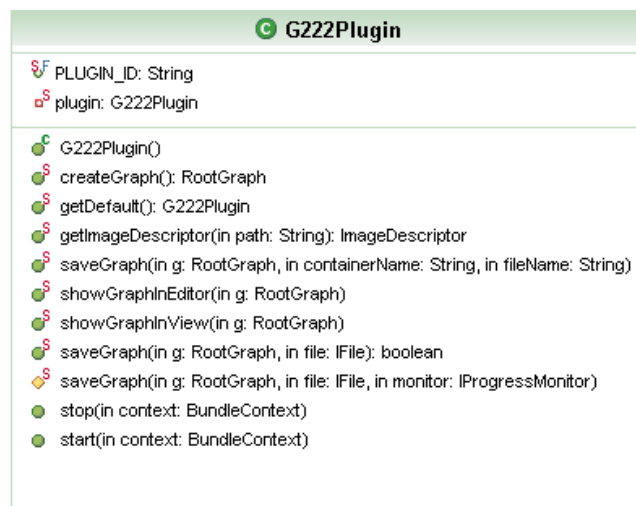 C G222Plugin
S F PLUGIN_ID: String
S plugin: G222Plugin
C G222Plugin()
S createGraph(): RootGraph
S getDefault(): G222Plugin
S getImageDescriptor(in path: String): ImageDescriptor
S saveGraph(in g: RootGraph, in containerName: String, in fileName: String)
S showGraphInEditor(in g: RootGraph)
S showGraphInView(in g: RootGraph)
S saveGraph(in g: RootGraph, in file: IFile): boolean
S saveGraph(in g: RootGraph, in file: IFile, in monitor: IProgressMonitor)
stop(in context: BundleContext)
start(in context: BundleContext)